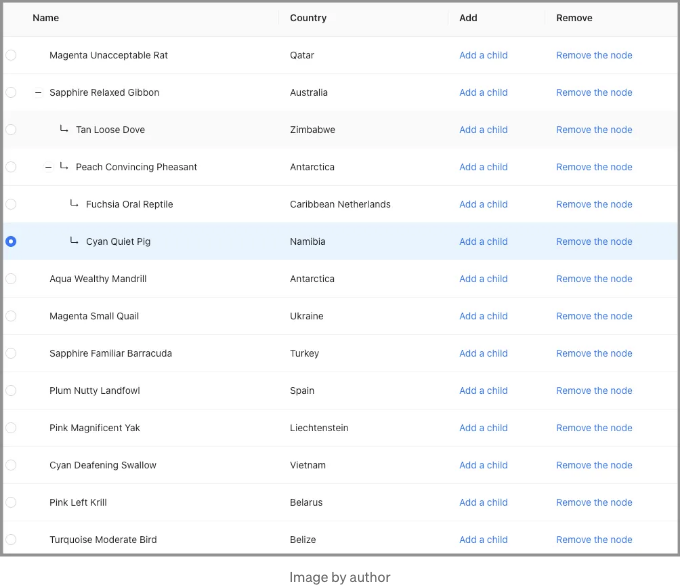 Name Country Add Remove
Magenta Unacceptable Rat Qatar Add a child Remove the node
Sapphire Relaxed Gibbon Australia Add a child Remove the node
Tan Loose Dove Zimbabwe Add a child Remove the node
Peach Convincing Pheasant Antarctica Add a child Remove the node
Fuchsia Oral Reptile Caribbean Netherlands Add a child Remove the node
Cyan Quiet Pig Namibia Add a child Remove the node
Aqua Wealthy Mandrill Antarctica Add a child Remove the node
Magenta Small Quail Ukraine Add a child Remove the node
Sapphire Familiar Barracuda Turkey Add a child Remove the node
Plum Nutty Landfowl Spain Add a child Remove the node
Pink Magnificent Yak Liechtenstein Add a child Remove the node
Cyan Deafening Swallow Vietnam Add a child Remove the node
Pink Left Krill Belarus Add a child Remove the node
Turquoise Moderate Bird Belize Add a child Remove the node
Image by author